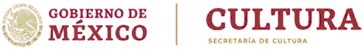 GOBIERNO DE
MÉXICO
CULTURA
SECRETARÍA DE CULTURA